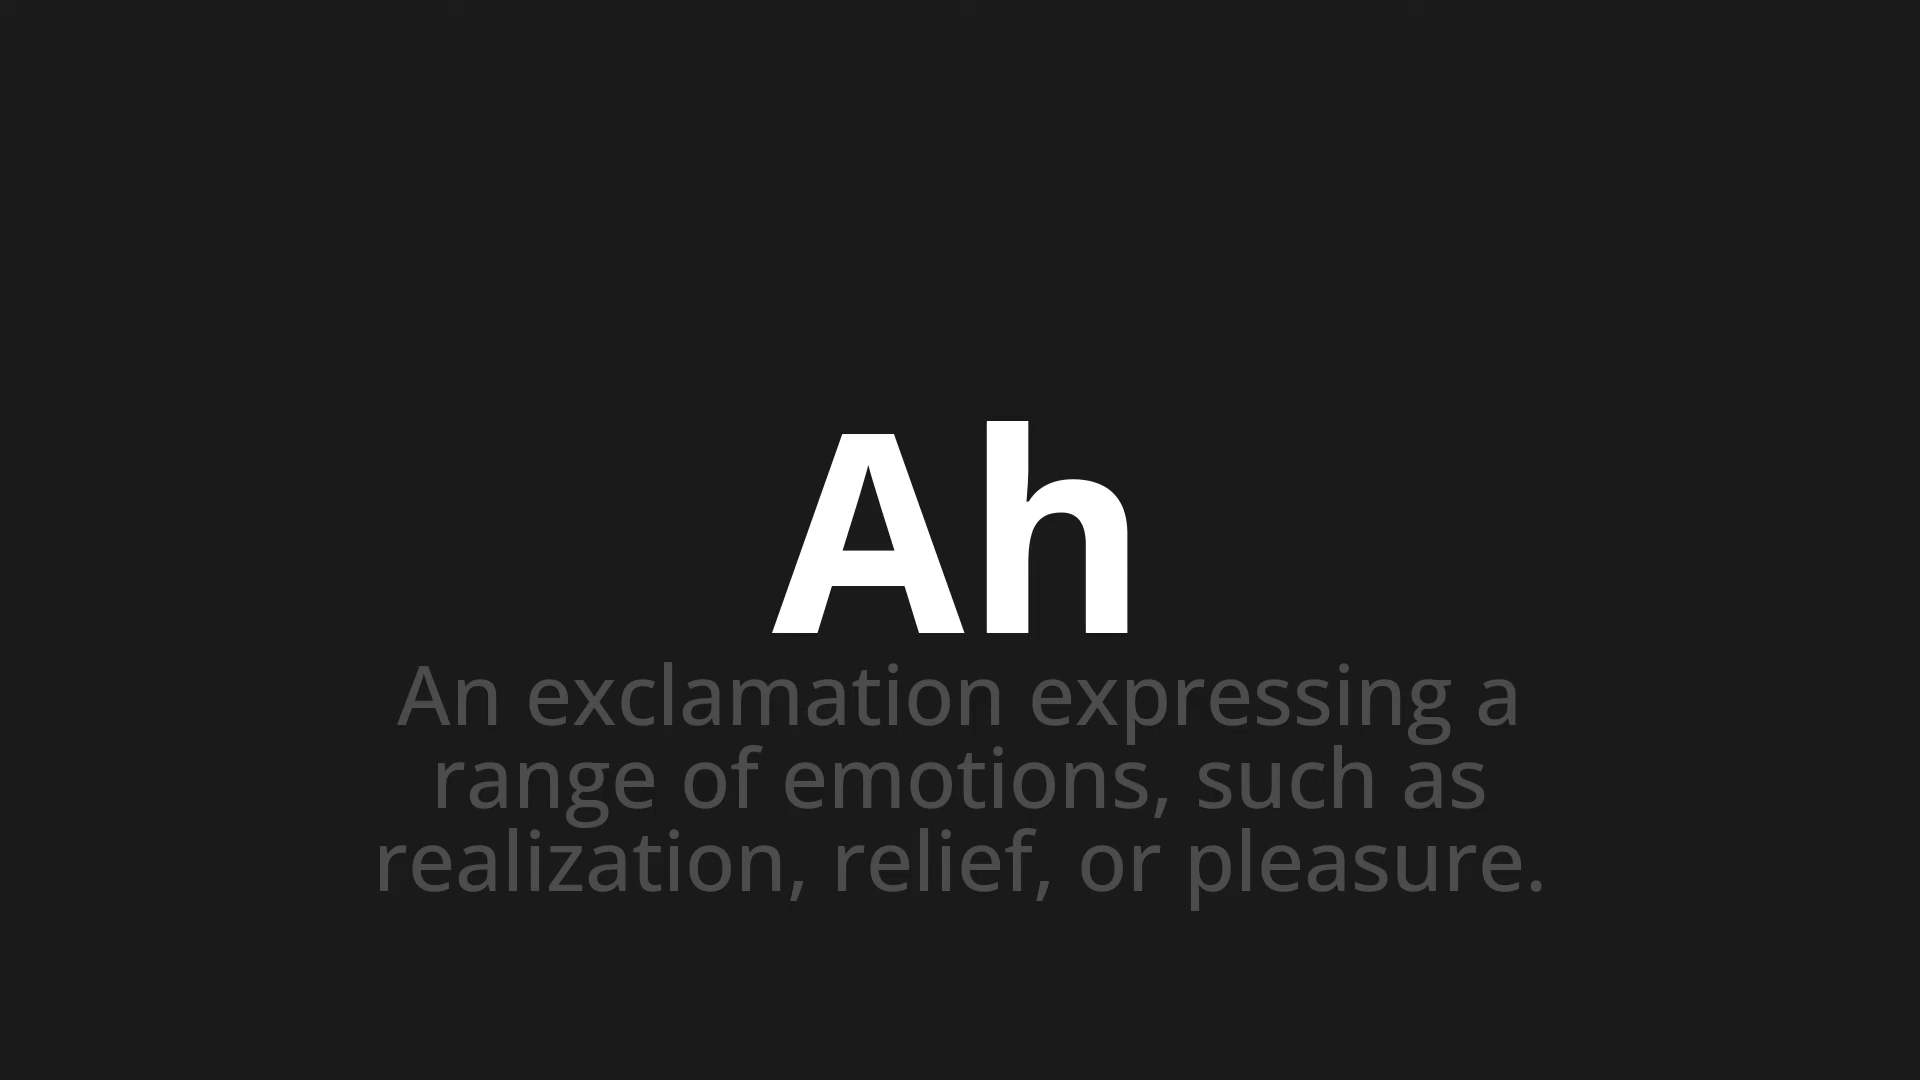 Ah
An exclamation expressing a
range of emotions, such as
realization, relief, or pleasure.